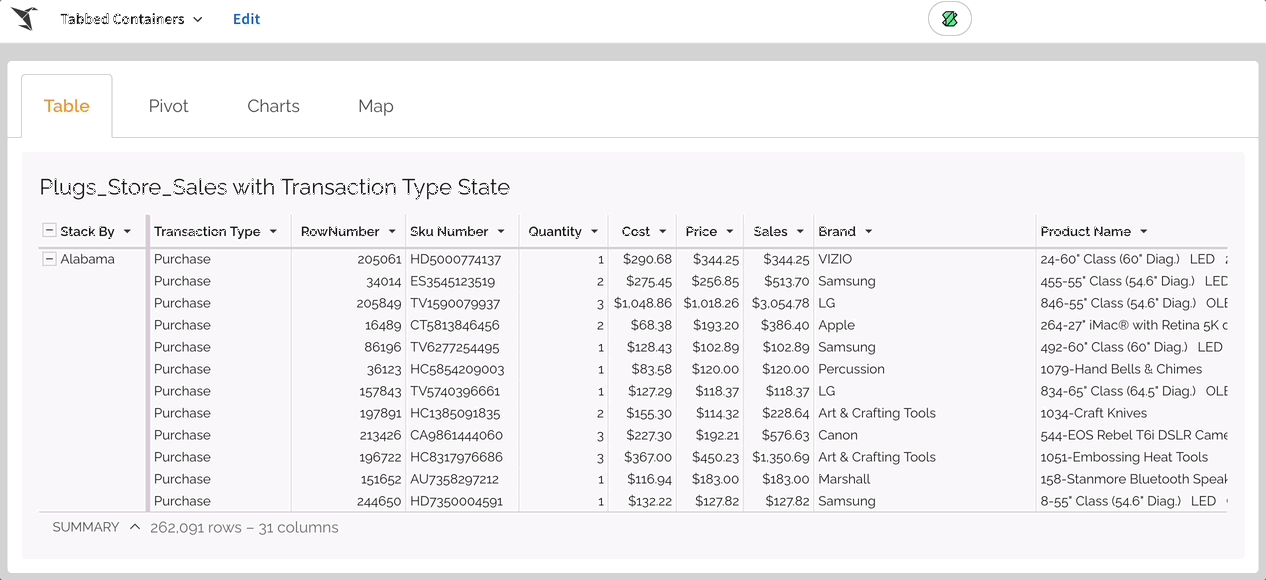 Tabbed Containers Edit
Table Pivot Charts Map
Plugs_Store_Sales with Transaction Type State
Stack By Transaction Type RowNumber Sku Number Quantity Cost Price Sales Brand Product Name
Alabama Purchase 205061 HD5000774137 1 $290.68 $344.25 $344.25 VIZIO 24-60" Class (60" Diag.) LED
Purchase 34014 ES3545123519 2 $275.45 $256.85 $513.70 Samsung 455-55" Class (54.6" Diag.) LED
Purchase 205849 TV1590079937 3 $1,048.86 $1,018.26 $3,054.78 LG 846-55" Class (54.6" Diag.) OLE
Purchase 16489 CT5813846456 2 $68.38 $193.20 $386.40 Apple 264-27" iMac® with Retina 5K
Purchase 86196 TV6277254495 1 $128.43 $102.89 $102.89 Samsung 492-60" Class (60" Diag.) LED
Purchase 36123 HC5854209003 1 $83.58 $120.00 $120.00 Percussion 1079-Hand Bells & Chimes
Purchase 157843 TV5740396661 1 $127.29 $118.37 $118.37 LG 834-65" Class (64.5" Diag.) OLE
Purchase 197891 HC1385091835 2 $155.30 $114.32 $228.64 Art & Crafting Tools 1034-Craft Knives
Purchase 213426 CA9861444060 3 $227.30 $192.21 $576.63 Canon 544-EOS Rebel T6i DSLR Came
Purchase 196722 HC8317976686 3 $367.00 $450.23 $1,350.69 Art & Crafting Tools 1051-Embossing Heat Tools
Purchase 151652 AU7358297212 1 $116.94 $183.00 $183.00 Marshall 158-Stanmore Bluetooth Speak
Purchase 244650 HD7350004591 1 $132.22 $127.82 $127.82 Samsung 8-55" Class (54.6" Diag.) LED
SUMMARY 262,091 rows – 31 columns